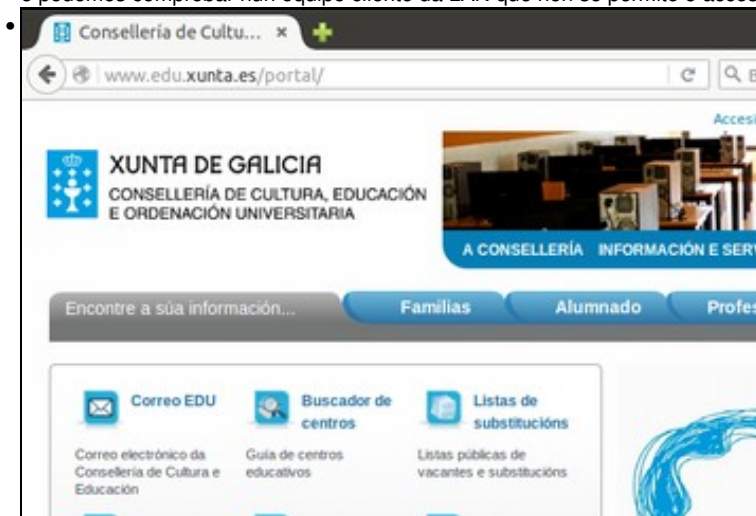 Consellería de Cultu...
www.edu.xunta.es/portal/
Accesi
XUNTA DE GALICIA
CONSELLERÍA DE CULTURA, EDUCACIÓN
E ORDENACIÓN UNIVERSITARIA
A CONSELLERÍA INFORMACIÓN E SERV
Encontre a súa información... Familias Alumnado Profes
Correo EDU
Buscador de
centros
Listas de
substitucións
Correo electrónico da
Consellería de Cultura e
Educación
Guía de centros
educativos
Listas públicas de
vacantes e substitucións